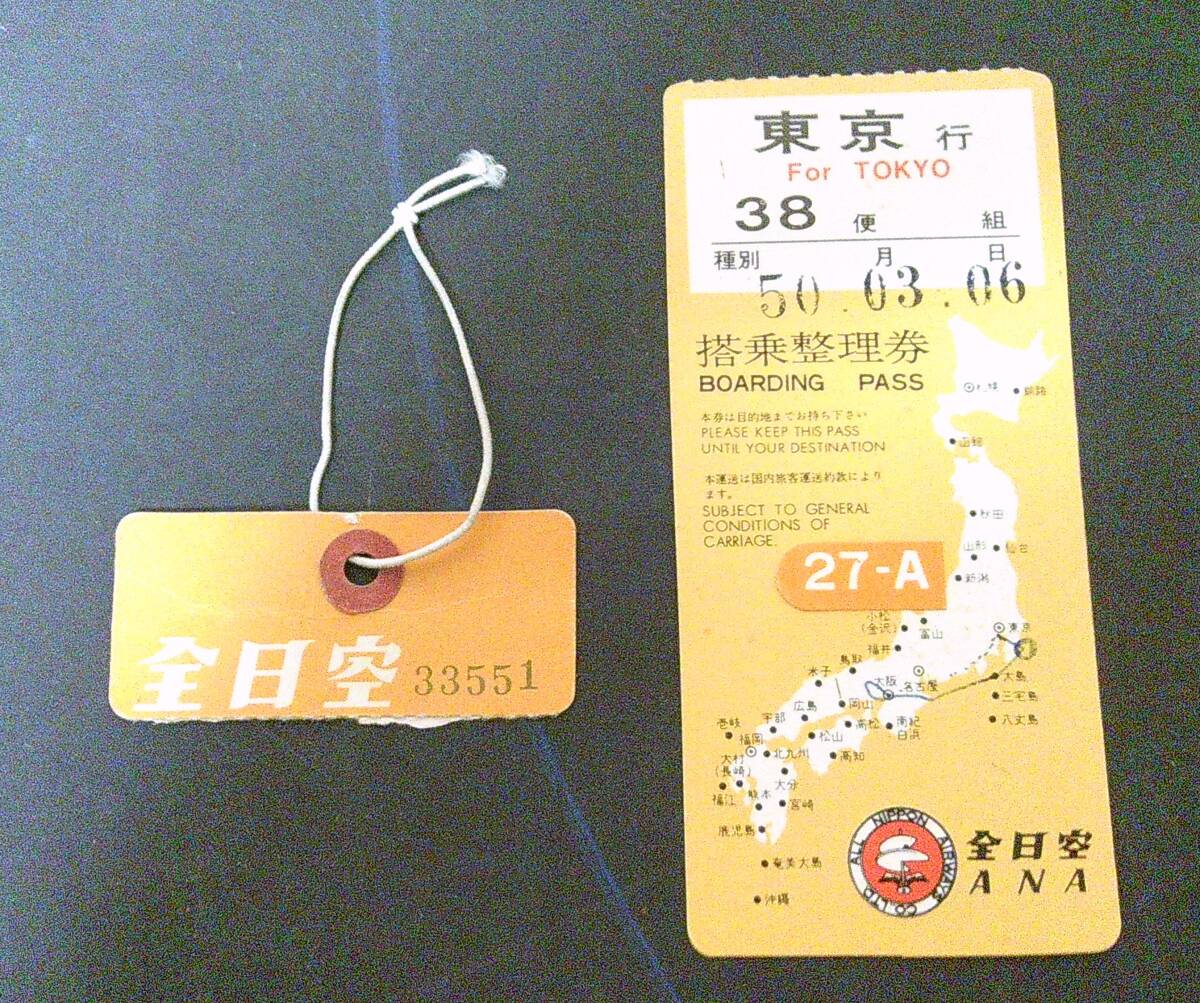 全日空 33551
東京 行
For TOKYO
38 便 組
種別 月 日
50.03.06
搭乗整理券
BOARDING PASS
本券は目的地までお持ち下さい
PLEASE KEEP THIS PASS
UNTIL YOUR DESTINATION
本運送は国内旅客運送約款により
ます。
SUBJECT TO GENERAL
CONDITIONS OF
CARRIAGE.
27-A
札幌
釧路
函館
秋田
山形
仙台
新潟
小松
(金沢)
富山
福井
東京
鳥取
米子
大阪
名古屋
大島
三宅島
八丈島
岡山
広島
高松
南紀
白浜
宇部
松山
壱岐
福岡
北九州
高知
大村
(長崎)
大分
福江
熊本
宮崎
鹿児島
奄美大島
沖縄
ALL NIPPON AIRWAYS CO. LTD.
全日空
ANA